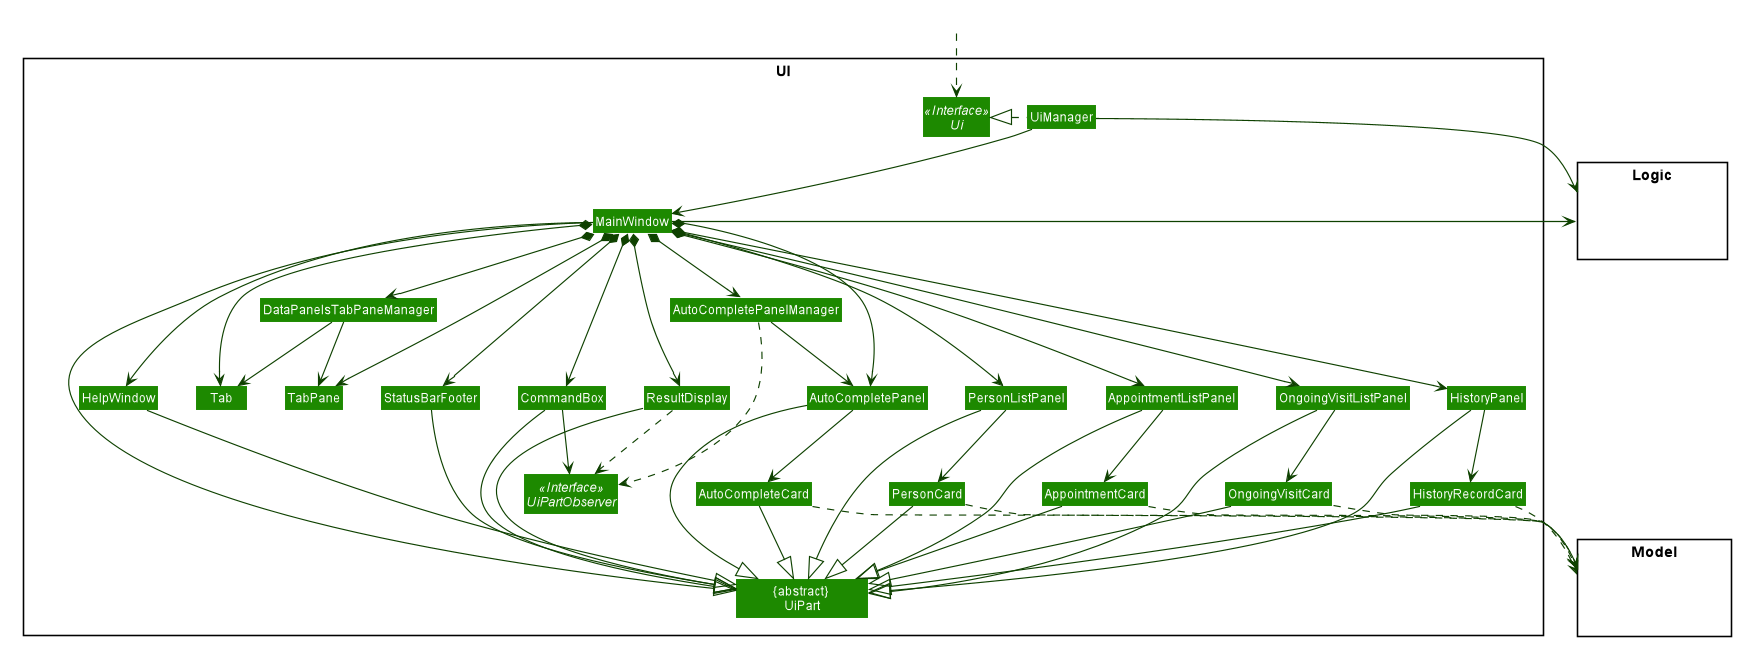 UI
«Interface»
Ui
UiManager
Logic
MainWindow
DataPanelsTabPaneManager
AutoCompletePanelManager
HelpWindow
Tab
TabPane
StatusBarFooter
CommandBox
ResultDisplay
AutoCompletePanel
PersonListPanel
AppointmentListPanel
OngoingVisitListPanel
HistoryPanel
«Interface»
UiPartObserver
AutoCompleteCard
PersonCard
AppointmentCard
OngoingVisitCard
HistoryRecordCard
Model
{abstract}
UiPart